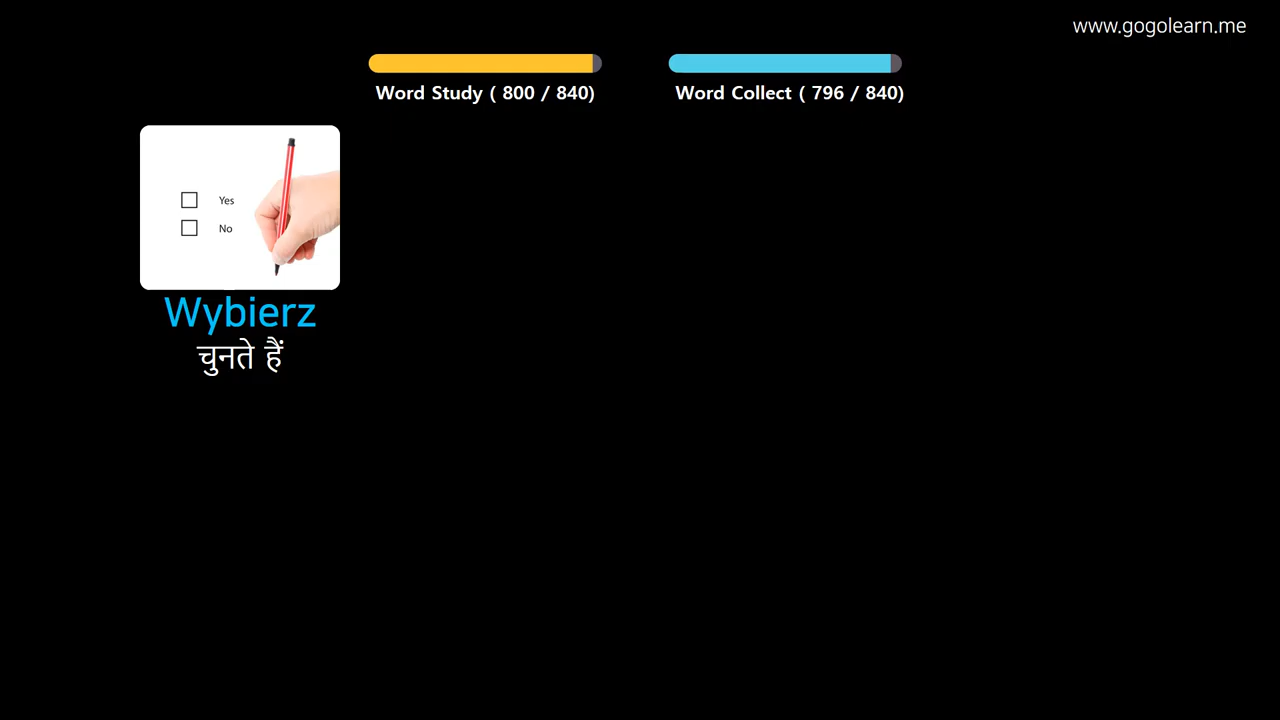 www.gogolearn.me
Word Study ( 800 / 840)
Word Collect ( 796 / 840)
Yes
No
Wybierz
चुनते हैं